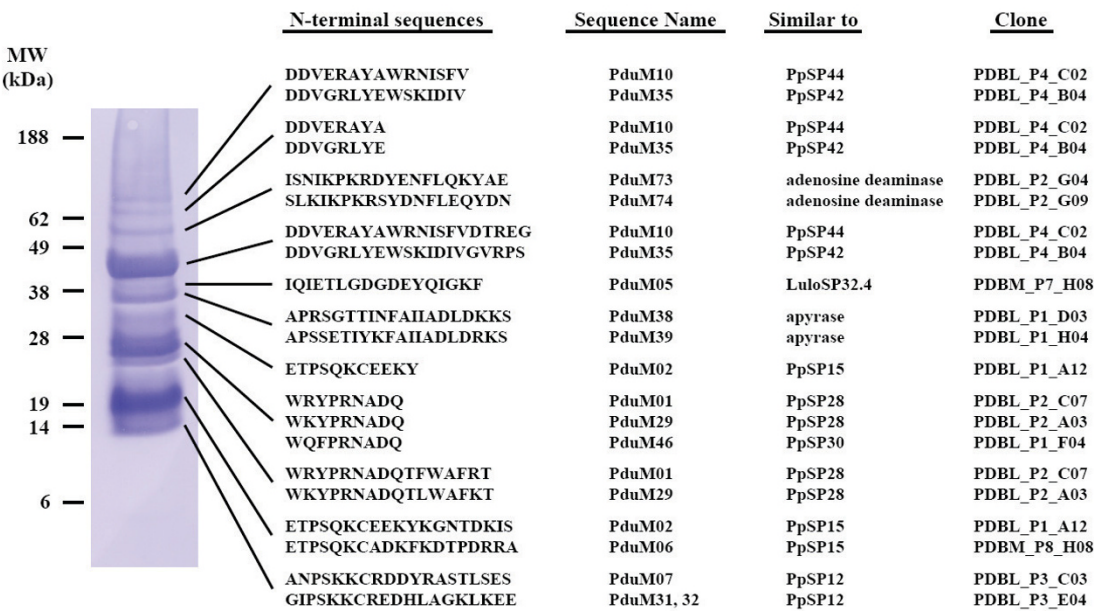 N-terminal sequences Sequence Name Similar to Clone
MW
(kDa)
DDVERAYAWRNISFV PduM10 PpSP44 PDBL_P4_C02
DDVGRLYEWSKIDIV PduM35 PpSP42 PDBL_P4_B04
188
DDVERAYA PduM10 PpSP44 PDBL_P4_C02
DDVGRLYE PduM35 PpSP42 PDBL_P4_B04
ISNIKPKRDYENFLQKYAE PduM73 adenosine deaminase PDBL_P2_G04
SLKIKPKRSYDNFLEQYDN PduM74 adenosine deaminase PDBL_P2_G09
62
DDVERAYAWRNISFVDTREG PduM10 PpSP44 PDBL_P4_C02
49
DDVGRLYEWSKIDIVGVRPS PduM35 PpSP42 PDBL_P4_B04
IQIETLGDGDEYQIGKF PduM05 LuloSP32.4 PDBM_P7_H08
38
APRSGTTINFAIIADLDKKS PduM38 apyrase PDBL_P1_D03
APSSETIYKFAIIADLDRKS PduM39 apyrase PDBL_P1_H04
28
ETPSQKCEEKY PduM02 PpSP15 PDBL_P1_A12
WRYPRNADQ PduM01 PpSP28 PDBL_P2_C07
19
WKYPRNADQ PduM29 PpSP28 PDBL_P2_A03
14
WQFPRNADQ PduM46 PpSP30 PDBL_P1_F04
WRYPRNADQTFWAFRT PduM01 PpSP28 PDBL_P2_C07
WKYPRNADQTLWAFKT PduM29 PpSP28 PDBL_P2_A03
6
ETPSQKCEEKYKGNTDKIS PduM02 PpSP15 PDBL_P1_A12
ETPSQKCADKFKDTPDRRA PduM06 PpSP15 PDBM_P8_H08
ANPSKKCRDDYRASTLSES PduM07 PpSP12 PDBL_P3_C03
GIPSKKCREDHLAGKLKEE PduM31, 32 PpSP12 PDBL_P3_E04